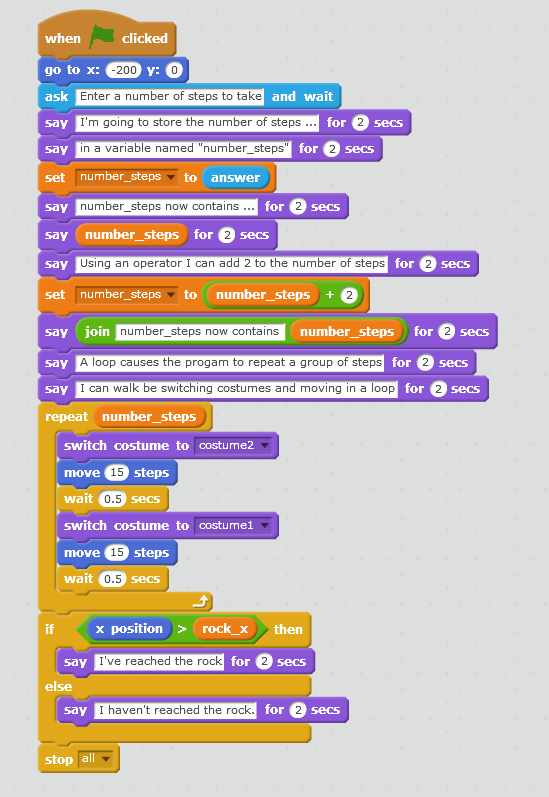 when clicked
go to x: -200 y: 0
ask Enter a number of steps to take and wait
say I'm going to store the number of steps ... for 2 secs
say in a variable named "number_steps" for 2 secs
set number_steps to answer
say number_steps now contains ... for 2 secs
say number_steps for 2 secs
say Using an operator I can add 2 to the number of steps for 2 secs
set number_steps to number_steps + 2
say join number_steps now contains number_steps for 2 secs
say A loop causes the progam to repeat a group of steps for 2 secs
say I can walk be switching costumes and moving in a loop for 2 secs
repeat number_steps
switch costume to costume2
move 15 steps
wait 0.5 secs
switch costume to costume1
move 15 steps
wait 0.5 secs
if x position > rock_x then
say I've reached the rock for 2 secs
else
say I haven't reached the rock. for 2 secs
stop all